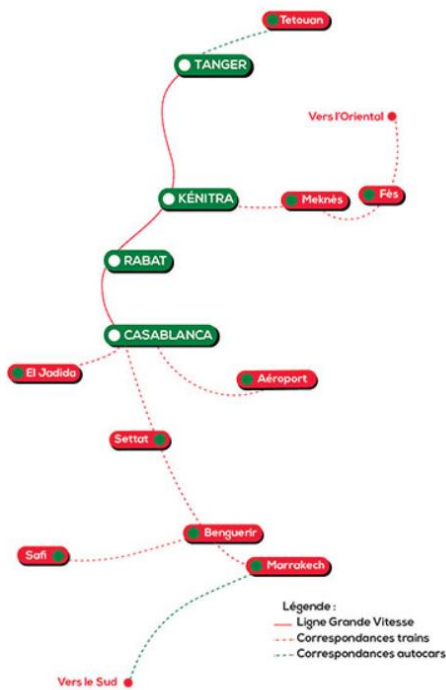 Tetouan
TANGER
Vers l'Oriental
KÉNITRA
Meknès
Fès
RABAT
CASABLANCA
El Jadida
Aéroport
Settat
Benguerir
Safi
Marrakech
Légende :
Ligne Grande Vitesse
Correspondances trains
Correspondances autocars
Vers le Sud